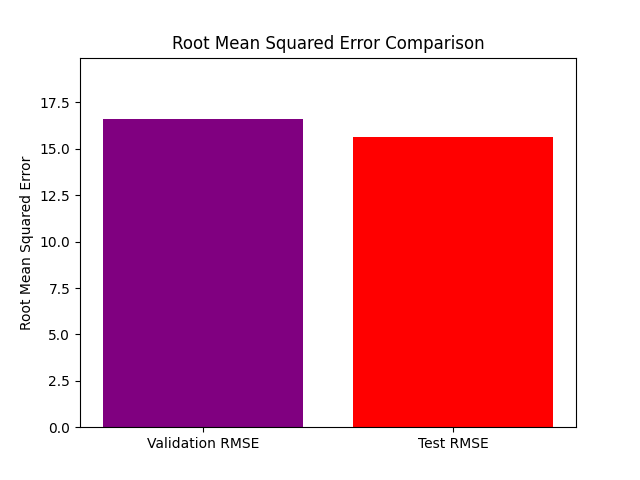 Root Mean Squared Error Comparison
Root Mean Squared Error
17.5
15.0
12.5
10.0
7.5
5.0
2.5
0.0
Validation RMSE
Test RMSE